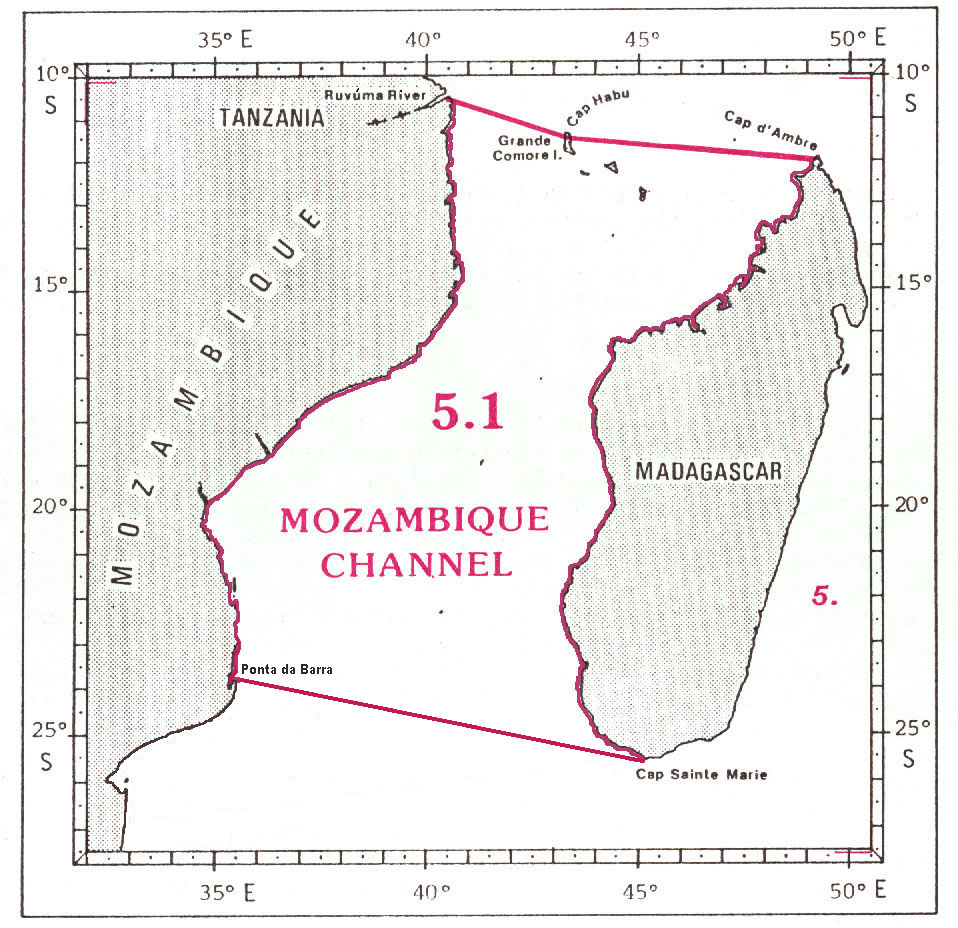 35° E
40°
45°
50° E
10°
S
10°
S
Ruvúma River
TANZANIA
Cap Habu
Grande
Comore I.
Cap d'Ambre
MOZAMBIQUE
15°
15°
5.1
MADAGASCAR
20°
20°
MOZAMBIQUE
CHANNEL
5.
Ponta da Barra
25°
S
25°
S
Cap Sainte Marie
35° E
40°
45°
50° E